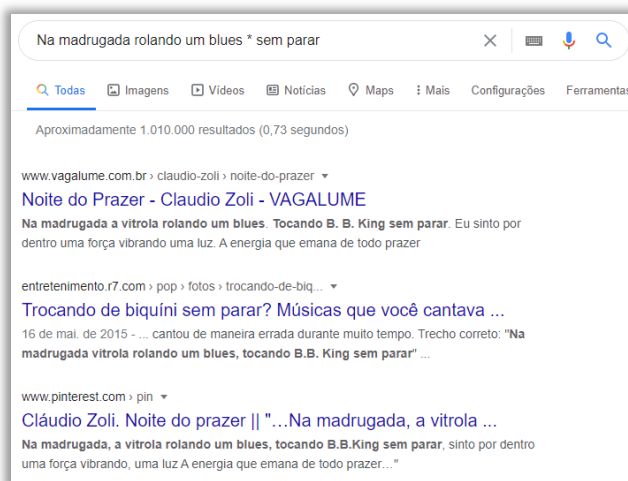 Na madrugada rolando um blues * sem parar
Todas Imagens Vídeos Notícias Maps Mais Configurações Ferramentas
Aproximadamente 1.010.000 resultados (0,73 segundos)
www.vagalume.com.br › claudio-zoli › noite-do-prazer
Noite do Prazer - Claudio Zoli - VAGALUME
Na madrugada a vitrola rolando um blues. Tocando B. B. King sem parar. Eu sinto por
dentro uma força vibrando uma luz. A energia que emana de todo prazer
entretenimento.r7.com › pop › fotos › trocando-de-biq...
Trocando de biquíni sem parar? Músicas que você cantava ...
16 de mai. de 2015 - ... cantou de maneira errada durante muito tempo. Trecho correto: "Na
madrugada vitrola rolando um blues, tocando B.B. King sem parar" ...
www.pinterest.com › pin
Cláudio Zoli. Noite do prazer || "...Na madrugada, a vitrola ...
Na madrugada, a vitrola rolando um blues, tocando B.B.King sem parar, sinto por dentro
uma força vibrando, uma luz A energia que emana de todo prazer..."